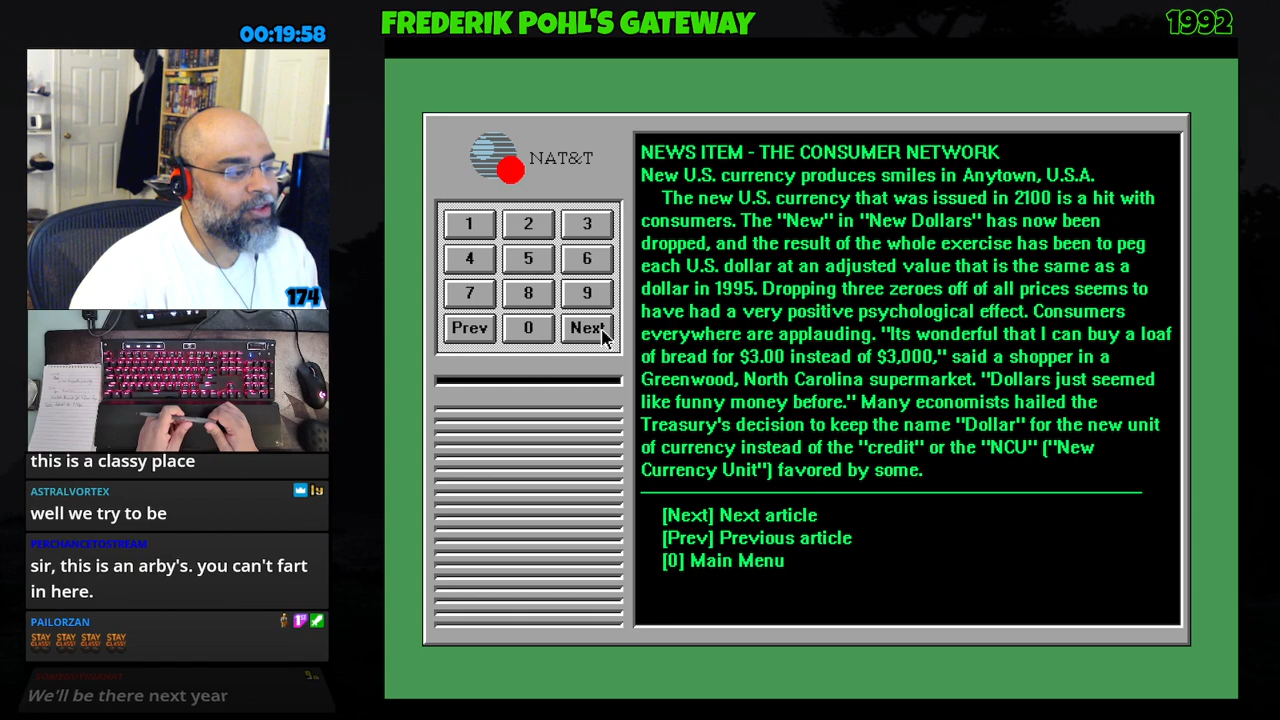 00:19:58
FREDERIK POHL'S GATEWAY
1992
174
this is a classy place
ASTRALVORTEX
well we try to be
PERCHANCETOSTREAM
sir, this is an arby's. you can't fart
in here.
PAILORZAN
We'll be there next year
NAT&T
1 2 3
4 5 6
7 8 9
Prev 0 Next
NEWS ITEM - THE CONSUMER NETWORK
New U.S. currency produces smiles in Anytown, U.S.A.
The new U.S. currency that was issued in 2100 is a hit with
consumers. The "New" in "New Dollars" has now been
dropped, and the result of the whole exercise has been to peg
each U.S. dollar at an adjusted value that is the same as a
dollar in 1995. Dropping three zeroes off of all prices seems to
have had a very positive psychological effect. Consumers
everywhere are applauding. "Its wonderful that I can buy a loaf
of bread for $3.00 instead of $3,000," said a shopper in a
Greenwood, North Carolina supermarket. "Dollars just seemed
like funny money before." Many economists hailed the
Treasury's decision to keep the name "Dollar" for the new unit
of currency instead of the "credit" or the "NCU" ("New
Currency Unit") favored by some.
[Next] Next article
[Prev] Previous article
[0] Main Menu